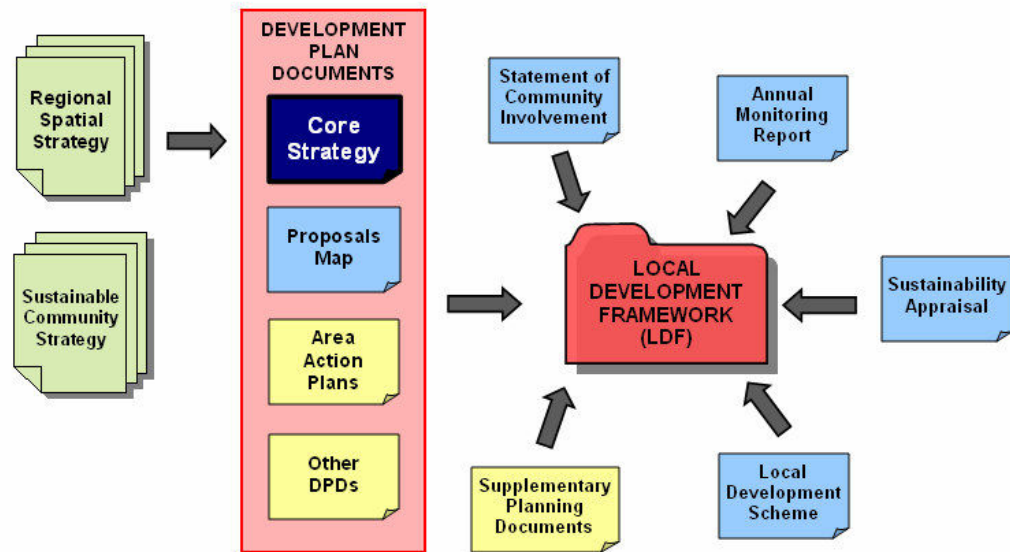 Regional
Spatial
Strategy
Sustainable
Community
Strategy
DEVELOPMENT
PLAN
DOCUMENTS
Core
Strategy
Proposals
Map
Area
Action
Plans
Other
DPDs
Statement of
Community
Involvement
Annual
Monitoring
Report
LOCAL
DEVELOPMENT
FRAMEWORK
(LDF)
Sustainability
Appraisal
Supplementary
Planning
Documents
Local
Development
Scheme